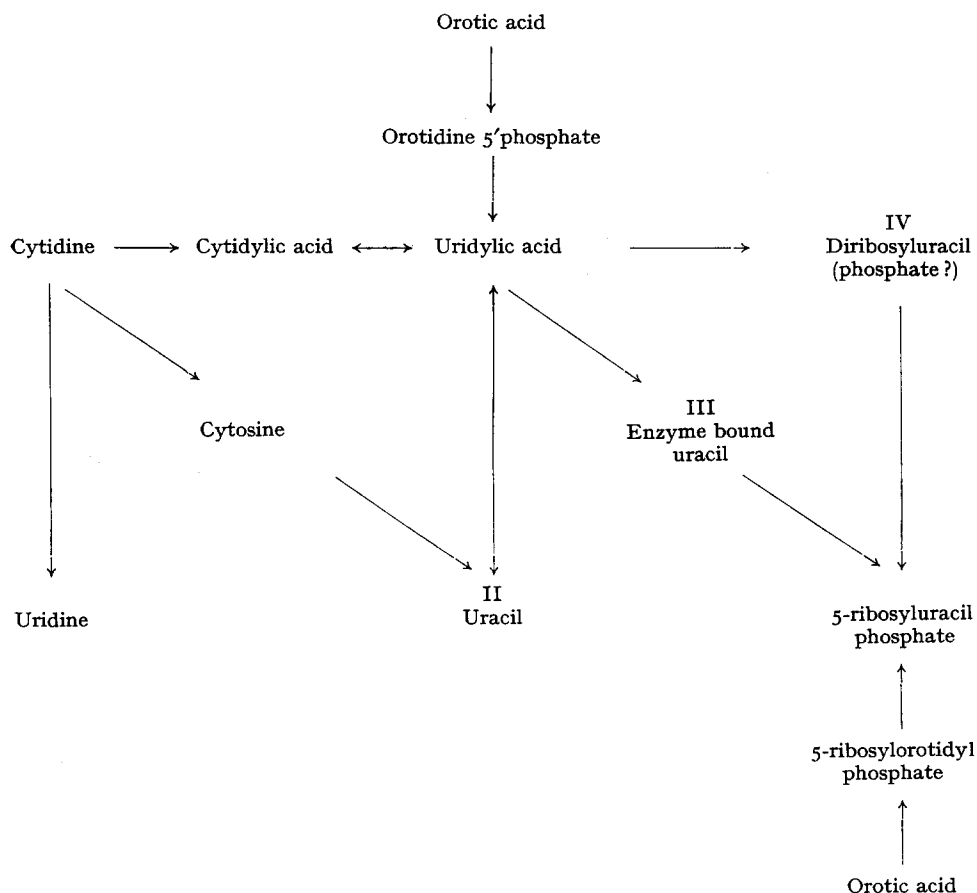 Orotic acid
Orotidine 5'phosphate
Cytidine
Cytidylic acid
Uridylic acid
IV
Diribosyluracil
(phosphate ?)
Cytosine
III
Enzyme bound
uracil
Uridine
II
Uracil
5-ribosyluracil
phosphate
5-ribosylorotidyl
phosphate
Orotic acid